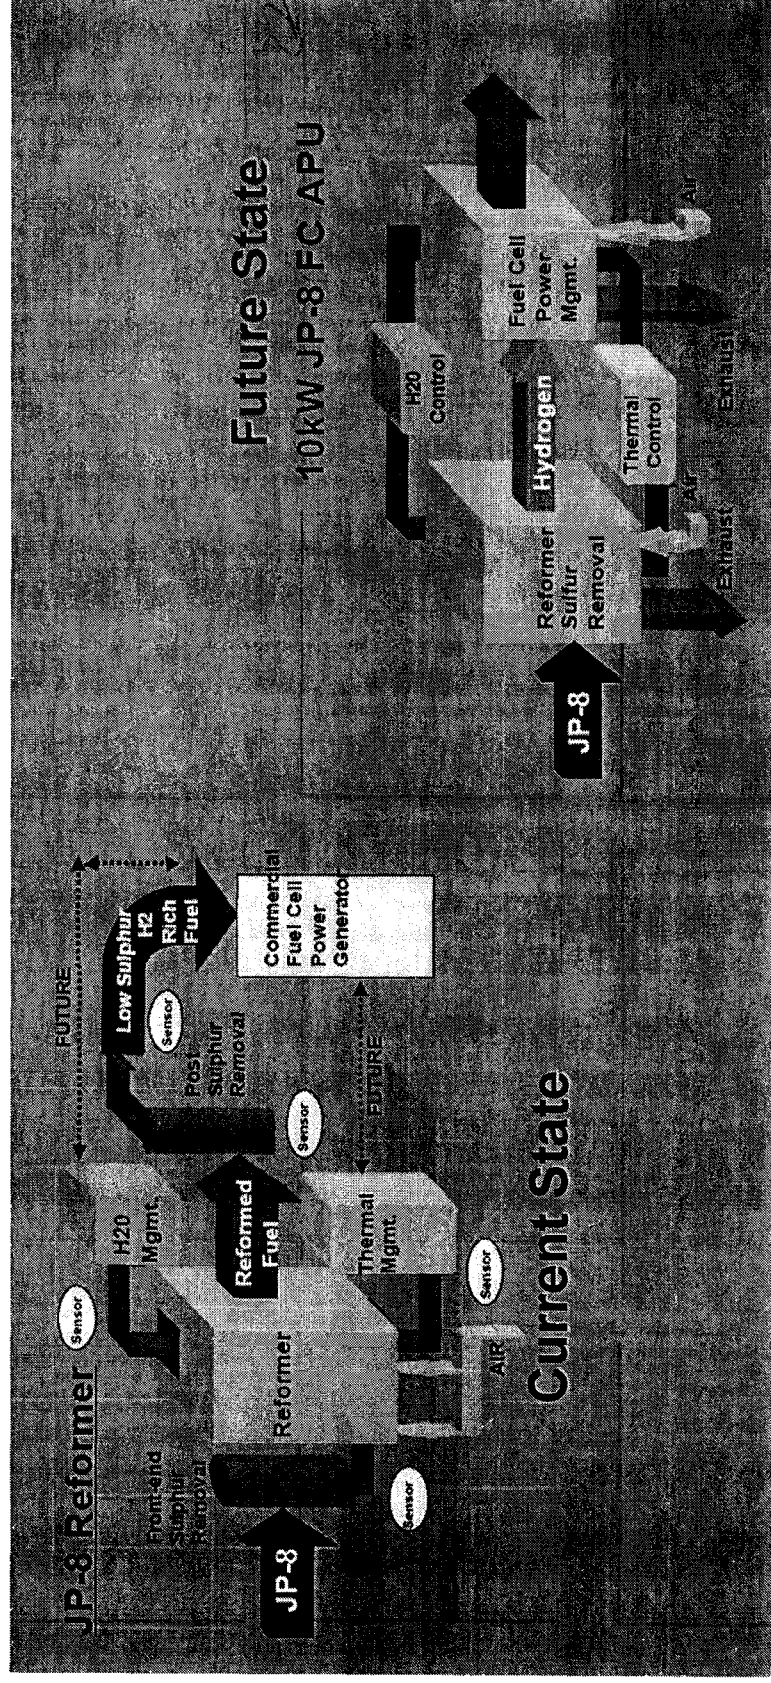 JP-8 Reformer
JP-8
Front-end
Sulphur
Removal
Sensor
Reformer
Sensor
H20
Mgmt.
Reformed
Fuel
Thermal
Mgmt.
Sensor
AIR
Sensor
Post
Sulphur
Removal
Sensor
Low Sulphur
H2
Rich
Fuel
FUTURE
FUTURE
Commercial
Fuel Cell
Power
Generator
Current State
Future State
10kW JP-8 FC APU
JP-8
Reformer
Sulfur
Removal
Exhaust
Air
H20
Control
Hydrogen
Thermal
Control
Fuel Cell
Power
Mgmt.
Exhaust
Air